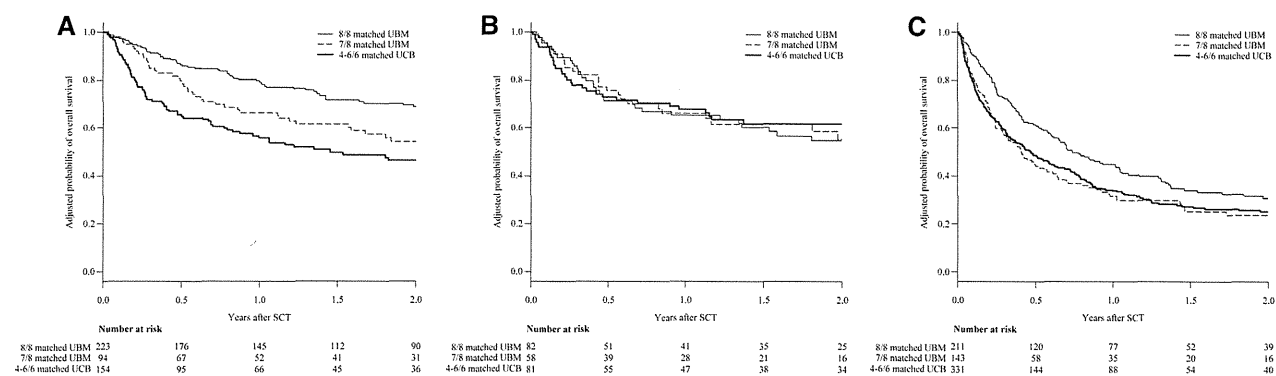 A
8/8 matched UBM
7/8 matched UBM
4-6/6 matched UCB
Adjusted probability of overall survival
1.0
0.8
0.6
0.4
0.2
0.0
0.0 0.5 1.0 1.5 2.0
Years after SCT
Number at risk
8/8 matched UBM 223 176 145 112 90
7/8 matched UBM 94 67 52 41 31
4-6/6 matched UCB 154 95 66 45 36
B
8/8 matched UBM
7/8 matched UBM
4-6/6 matched UCB
Adjusted probability of overall survival
1.0
0.8
0.6
0.4
0.2
0.0
0.0 0.5 1.0 1.5 2.0
Years after SCT
Number at risk
8/8 matched UBM 82 51 41 35 25
7/8 matched UBM 58 39 28 21 16
4-6/6 matched UCB 81 55 47 38 34
C
8/8 matched UBM
7/8 matched UBM
4-6/6 matched UCB
Adjusted probability of overall survival
1.0
0.8
0.6
0.4
0.2
0.0
0.0 0.5 1.0 1.5 2.0
Years after SCT
Number at risk
8/8 matched UBM 211 120 77 52 39
7/8 matched UBM 143 58 35 20 16
4-6/6 matched UCB 331 144 88 54 40